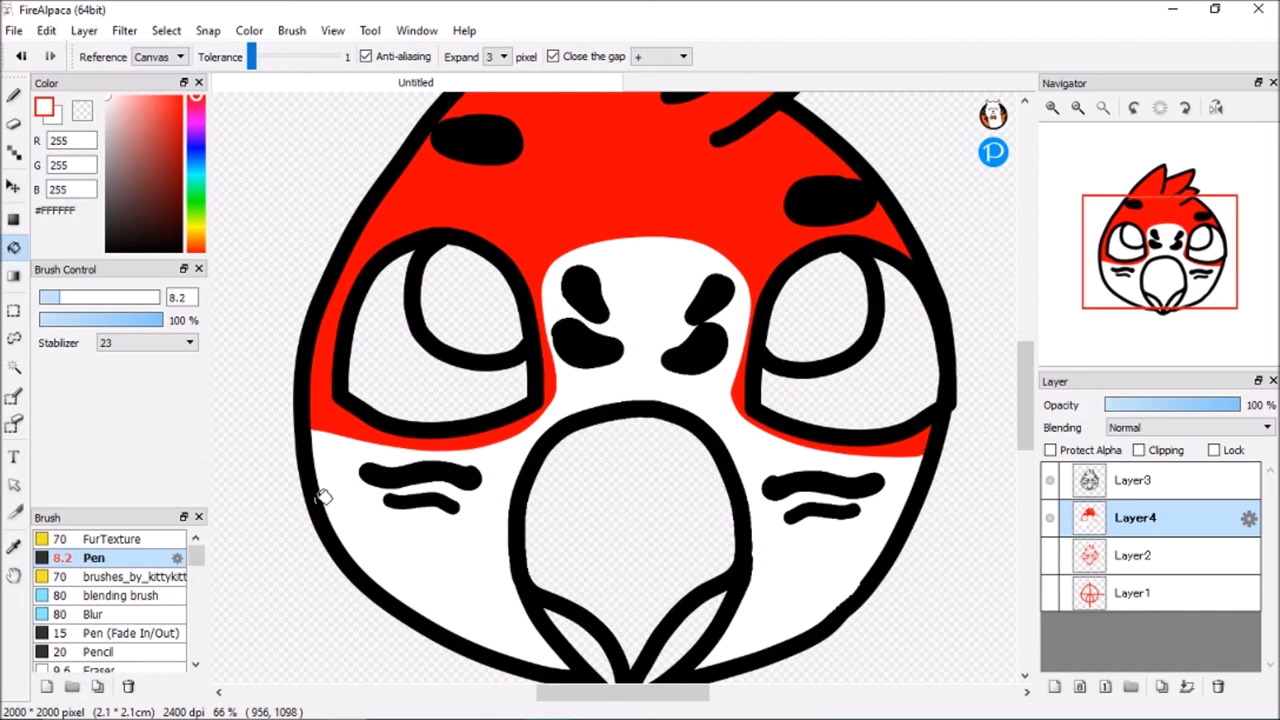 FireAlpaca (64bit)
File Edit Layer Filter Select Snap Color Brush View Tool Window Help
Reference Canvas Tolerance 1 Anti-aliasing Expand 3 pixel Close the gap +
Color Untitled Navigator
R 255
G 255
B 255
#FFFFFF
Brush Control
8.2
100 %
Stabilizer 23
Brush
70 FurTexture
8.2 Pen
70 brushes_by_kittykitt
80 blending brush
80 Blur
15 Pen (Fade In/Out)
20 Pencil
9.6 Eraser
Layer
Opacity 100 %
Blending Normal
Protect Alpha Clipping Lock
Layer3
Layer4
Layer2
Layer1
2000 * 2000 pixel (2.1 * 2.1cm) 2400 dpi 66 % ( 956, 1098 )